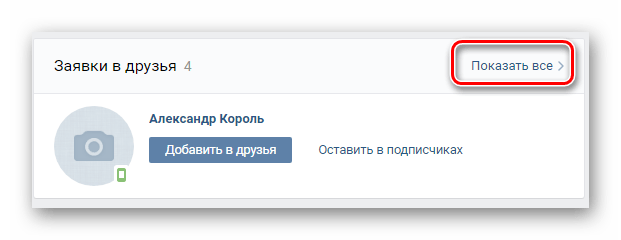 Заявки в друзья 4 Показать все
Александр Король
Добавить в друзья Оставить в подписчиках